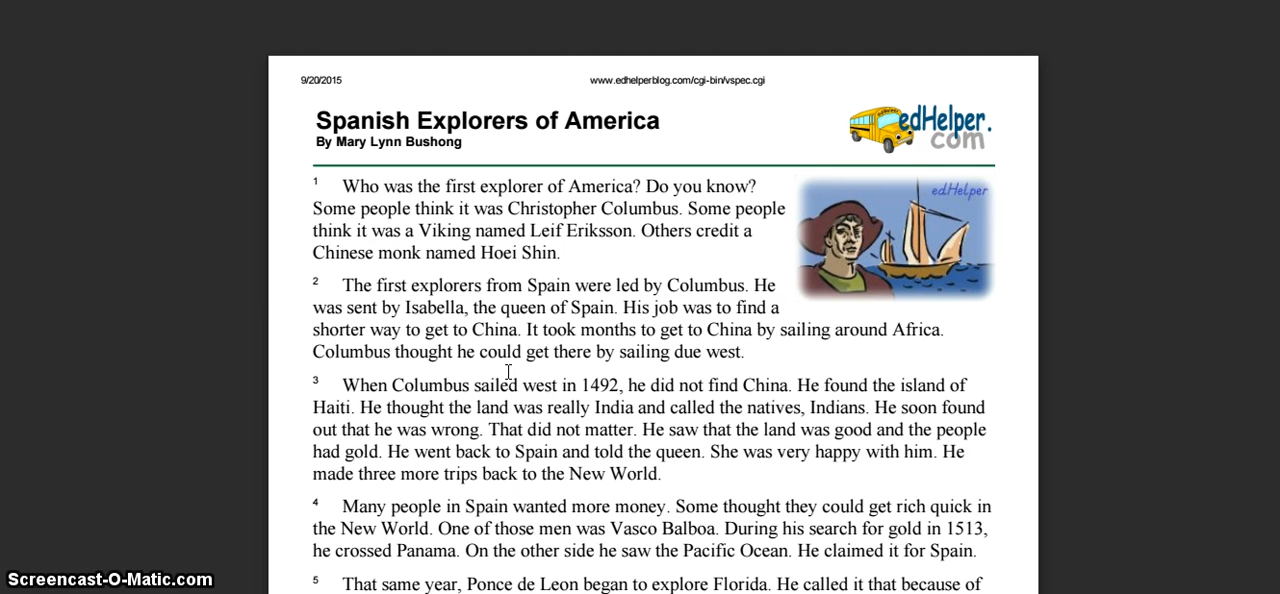 9/20/2015
www.edhelperblog.com/cgi-bin/vspec.cgi
Spanish Explorers of America
By Mary Lynn Bushong
edHelper.
com
edHelper
1 Who was the first explorer of America? Do you know?
Some people think it was Christopher Columbus. Some people
think it was a Viking named Leif Eriksson. Others credit a
Chinese monk named Hoei Shin.
2 The first explorers from Spain were led by Columbus. He
was sent by Isabella, the queen of Spain. His job was to find a
shorter way to get to China. It took months to get to China by sailing around Africa.
Columbus thought he could get there by sailing due west.
3 When Columbus sailed west in 1492, he did not find China. He found the island of
Haiti. He thought the land was really India and called the natives, Indians. He soon found
out that he was wrong. That did not matter. He saw that the land was good and the people
had gold. He went back to Spain and told the queen. She was very happy with him. He
made three more trips back to the New World.
4 Many people in Spain wanted more money. Some thought they could get rich quick in
the New World. One of those men was Vasco Balboa. During his search for gold in 1513,
he crossed Panama. On the other side he saw the Pacific Ocean. He claimed it for Spain.
5 That same year, Ponce de Leon began to explore Florida. He called it that because of
Screencast-O-Matic.com